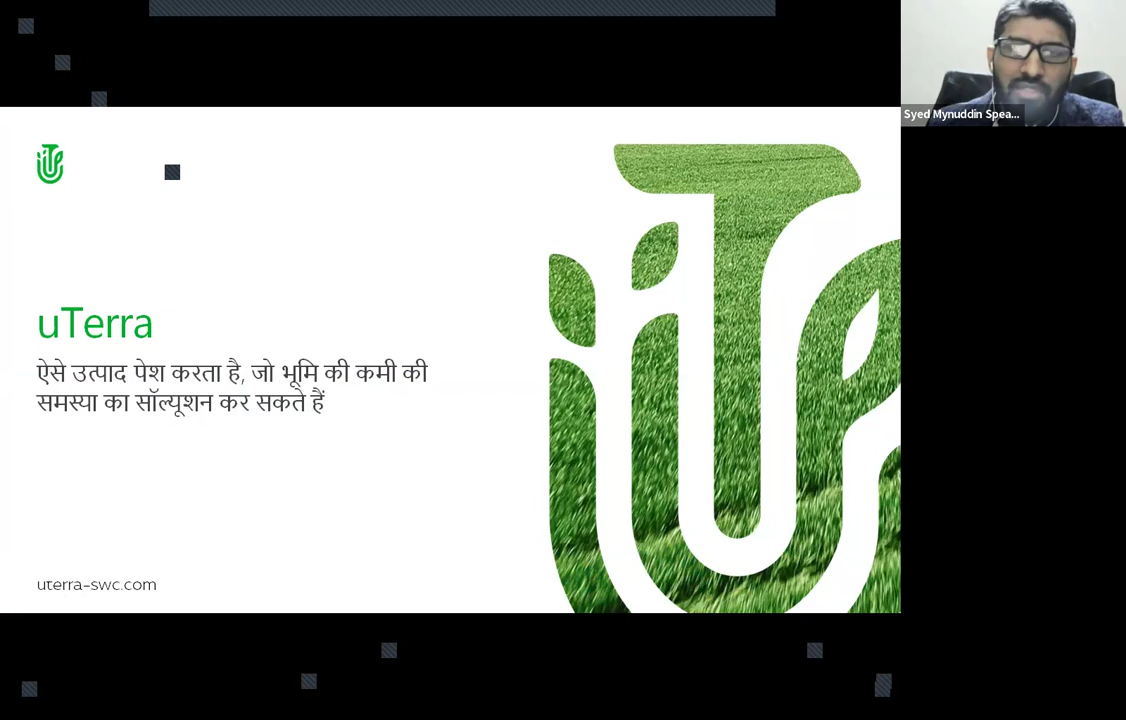 Syed Mynuddin Spea...
uTerra
ऐसे उत्पाद पेश करता है, जो भूमि की कमी की
समस्या का सॉल्यूशन कर सकते हैं
uterra-swc.com